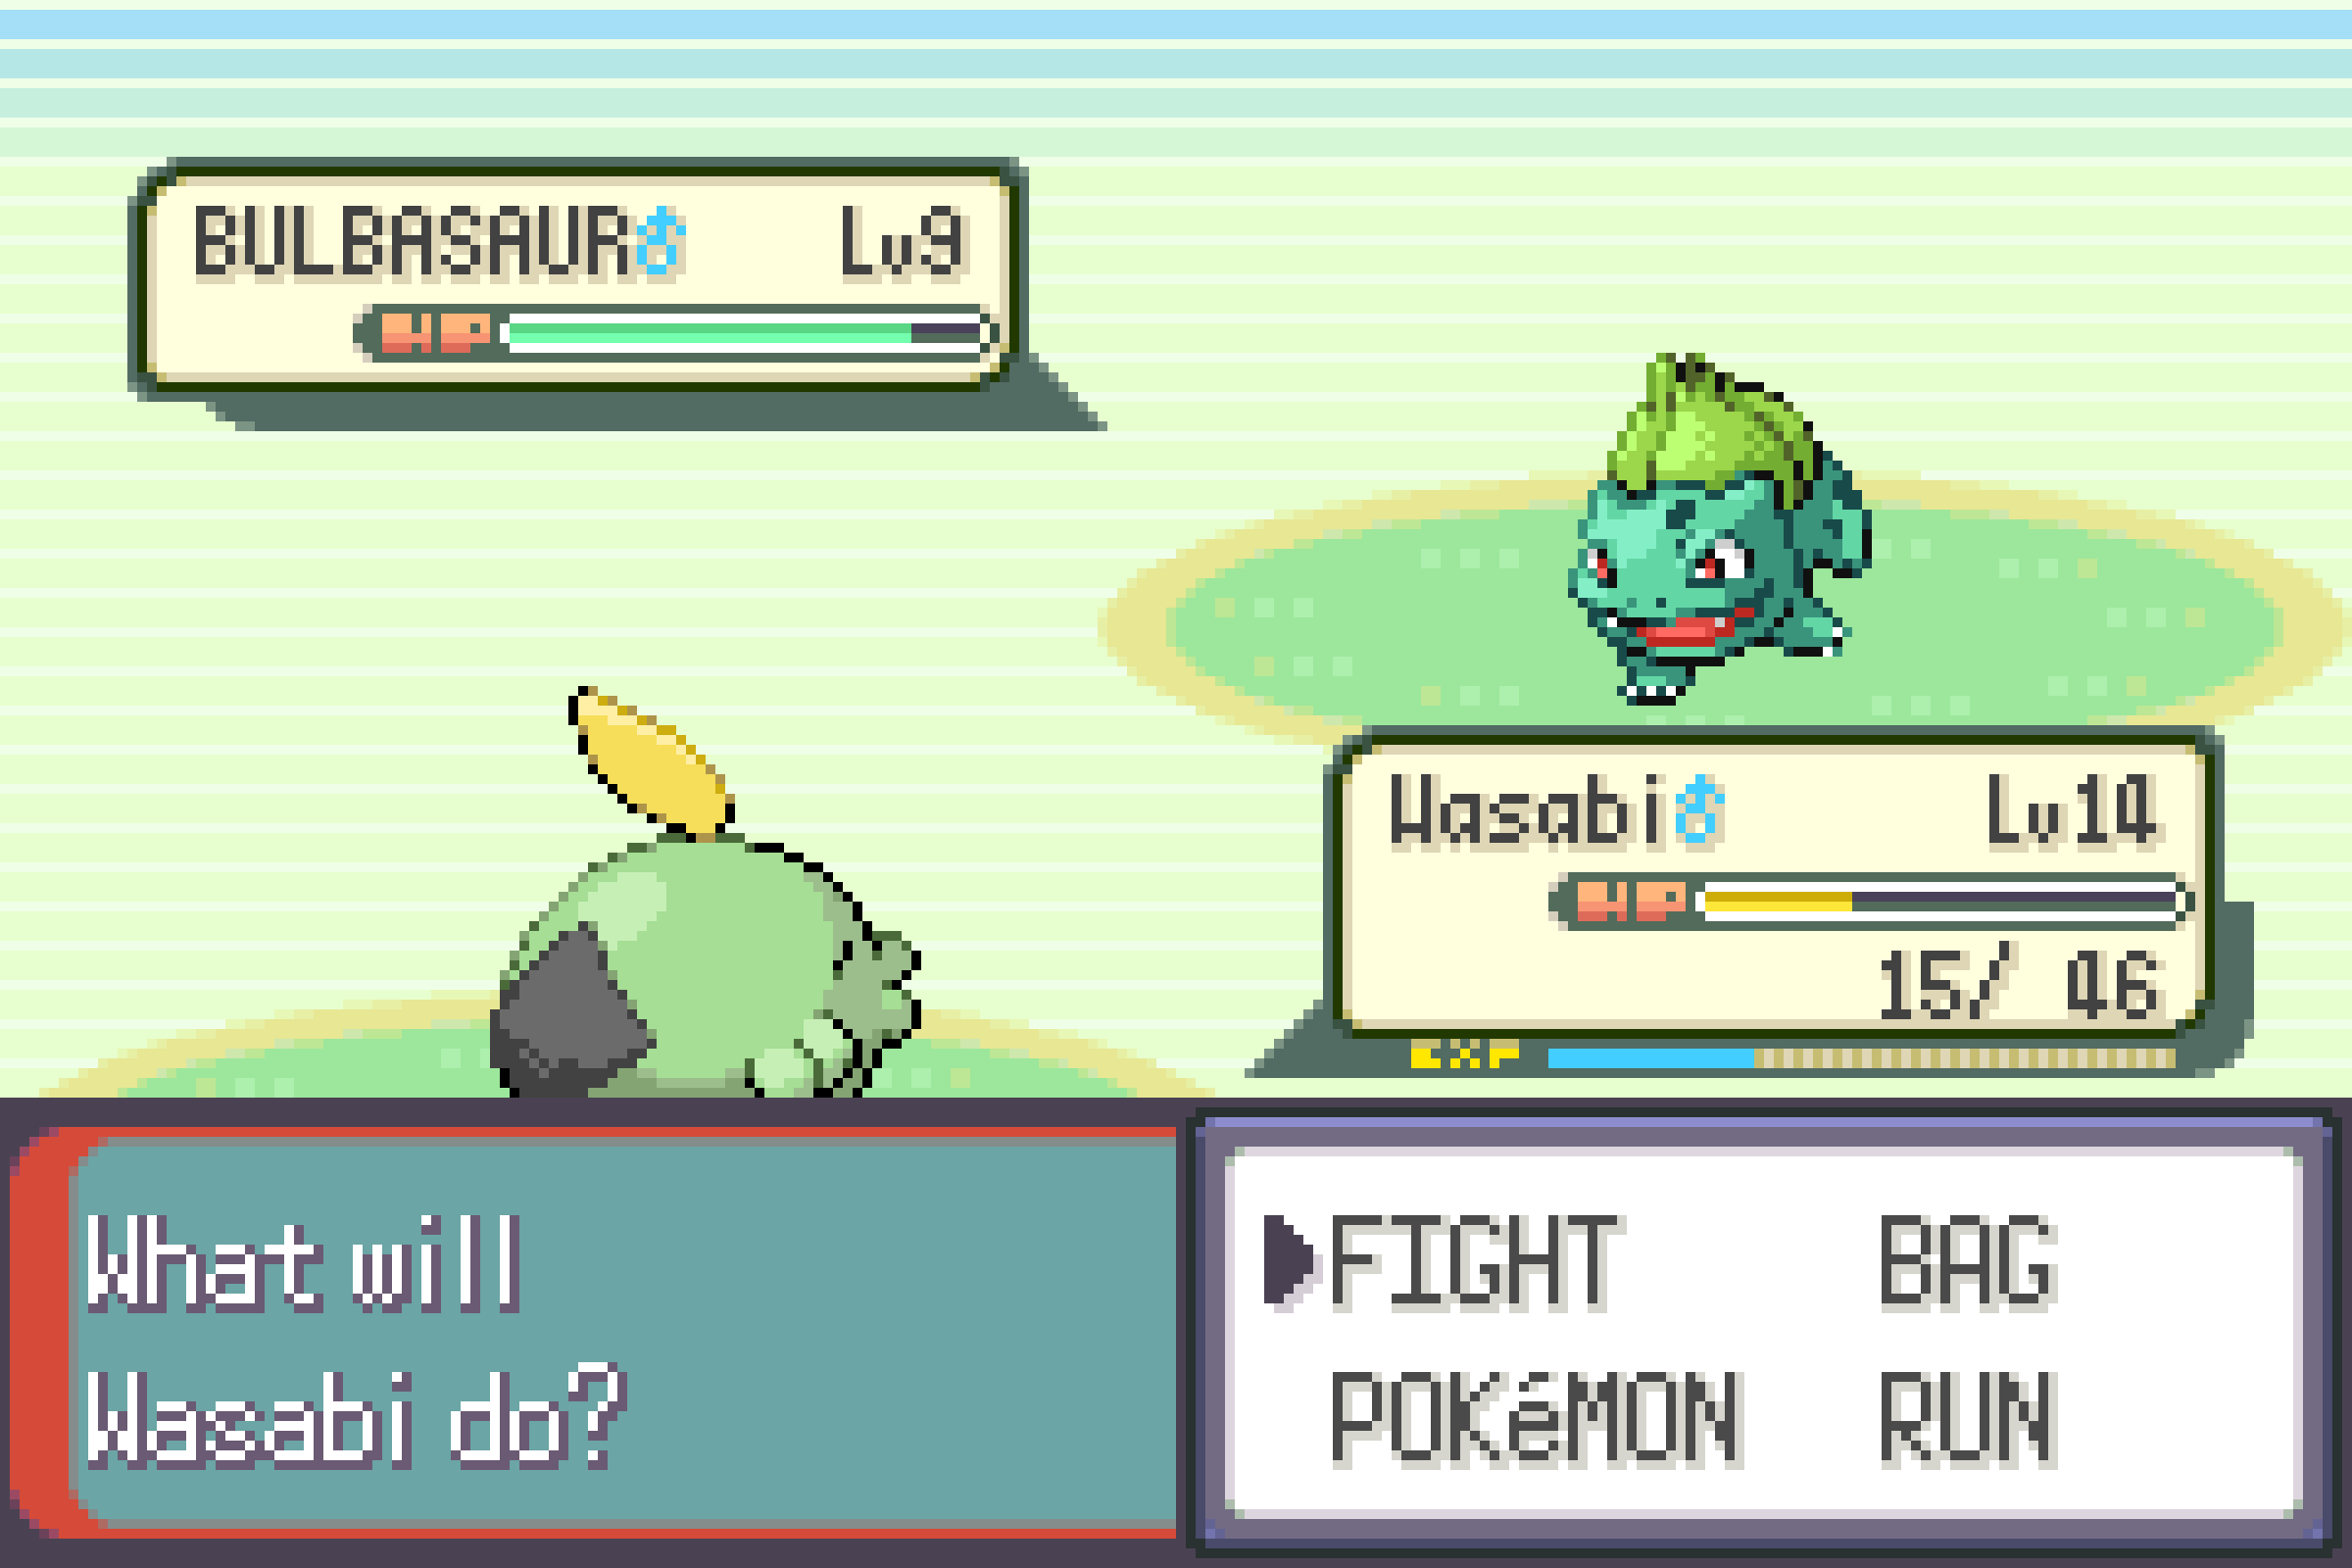 BULBASAUR♂ Lv9
HP
Wasabi♂ Lv14
HP
15/ 46
EXP
What will
Wasabi do?
FIGHT BAG
POKéMON RUN